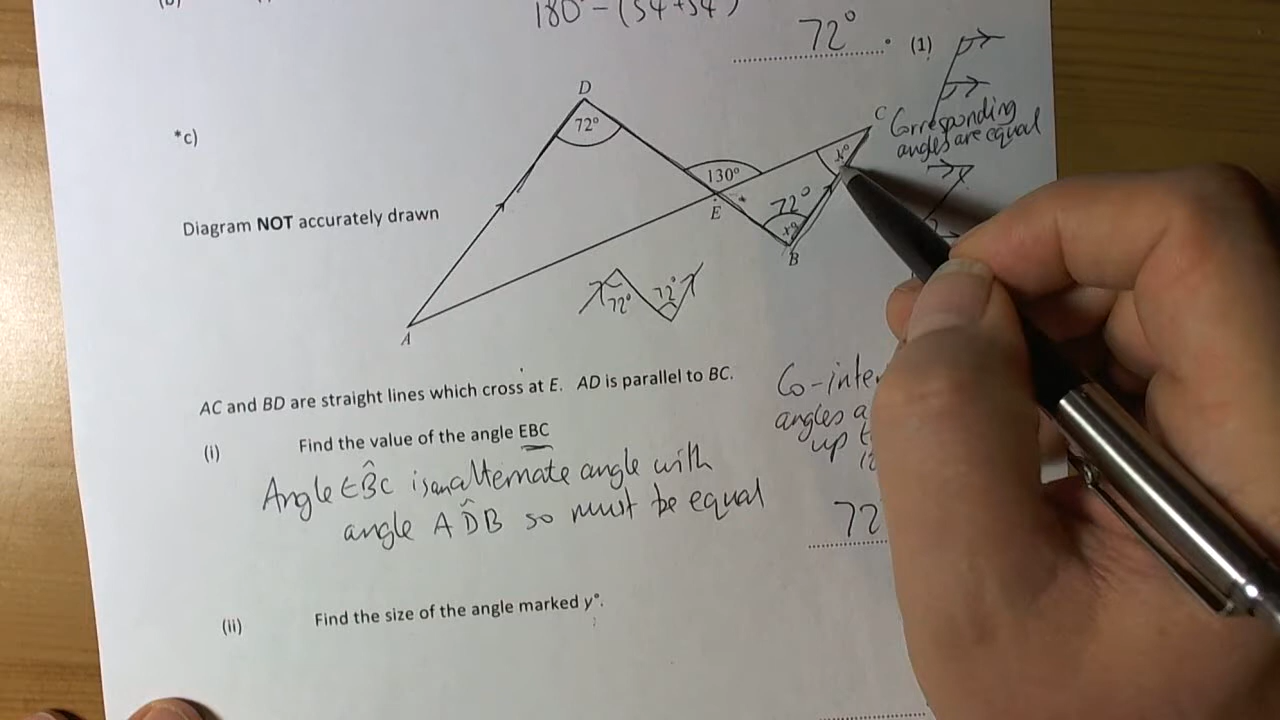 180 - (54+54)
72° ° (1)
*c)
D
72°
C
Corresponding
angles are equal
130°
72°
E
B
72° 72°
A
Diagram NOT accurately drawn
AC and BD are straight lines which cross at E. AD is parallel to BC.
(i) Find the value of the angle EBC
Angle EB̂C is an alternate angle with
angle AD̂B so must be equal
Co-inter
angles a
up t
72
(ii) Find the size of the angle marked y°.